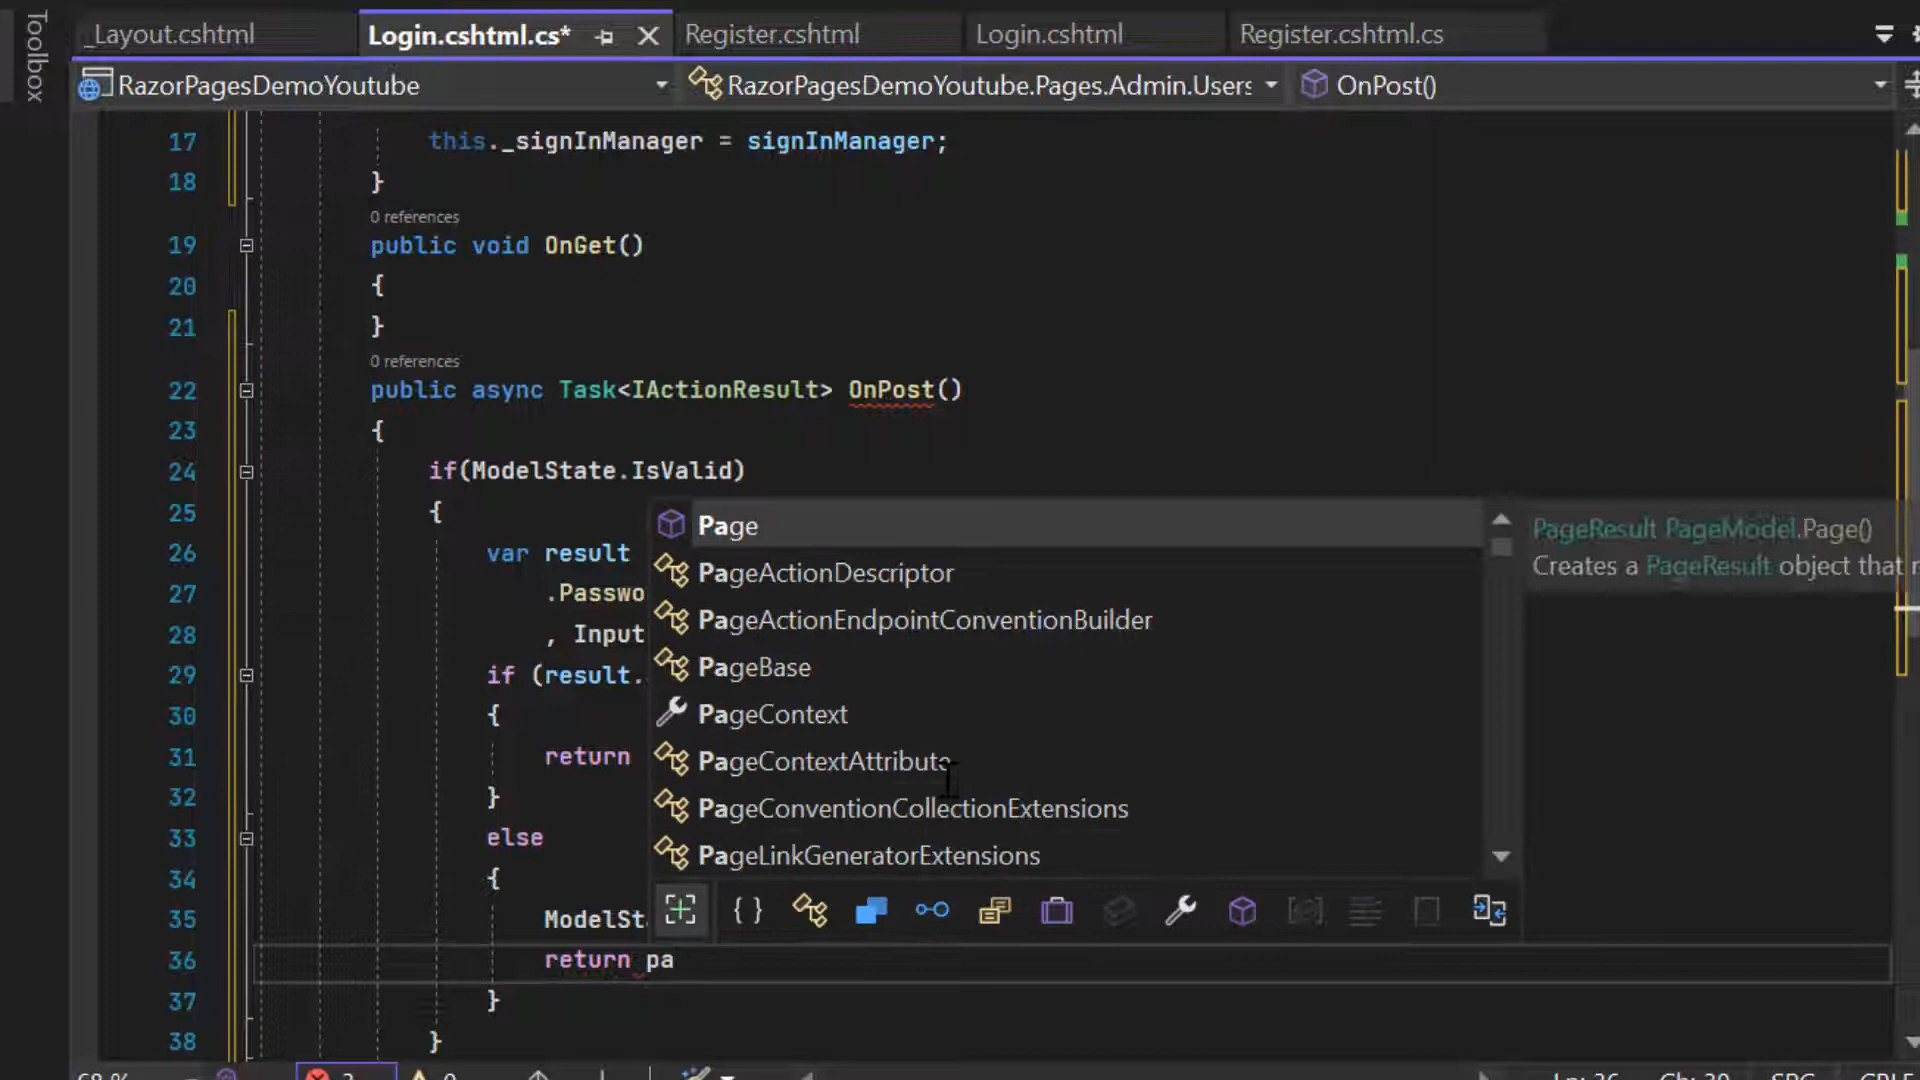 Toolbox
_Layout.cshtml
Login.cshtml.cs*
Register.cshtml
Login.cshtml
Register.cshtml.cs
RazorPagesDemoYoutube
RazorPagesDemoYoutube.Pages.Admin.Users
OnPost()
17 this._signInManager = signInManager;
18 }
0 references
19 public void OnGet()
20 {
21 }
0 references
22 public async Task<IActionResult> OnPost()
23 {
24 if(ModelState.IsValid)
25 {
26 var result
27 .Passwo
28 , Input
29 if (result.
30 {
31 return
32 }
33 else
34 {
35 ModelSt
36 return pa
37 }
38 }
Page
PageActionDescriptor
PageActionEndpointConventionBuilder
PageBase
PageContext
PageContextAttribute
PageConventionCollectionExtensions
PageLinkGeneratorExtensions
PageResult PageModel.Page()
Creates a PageResult object that r